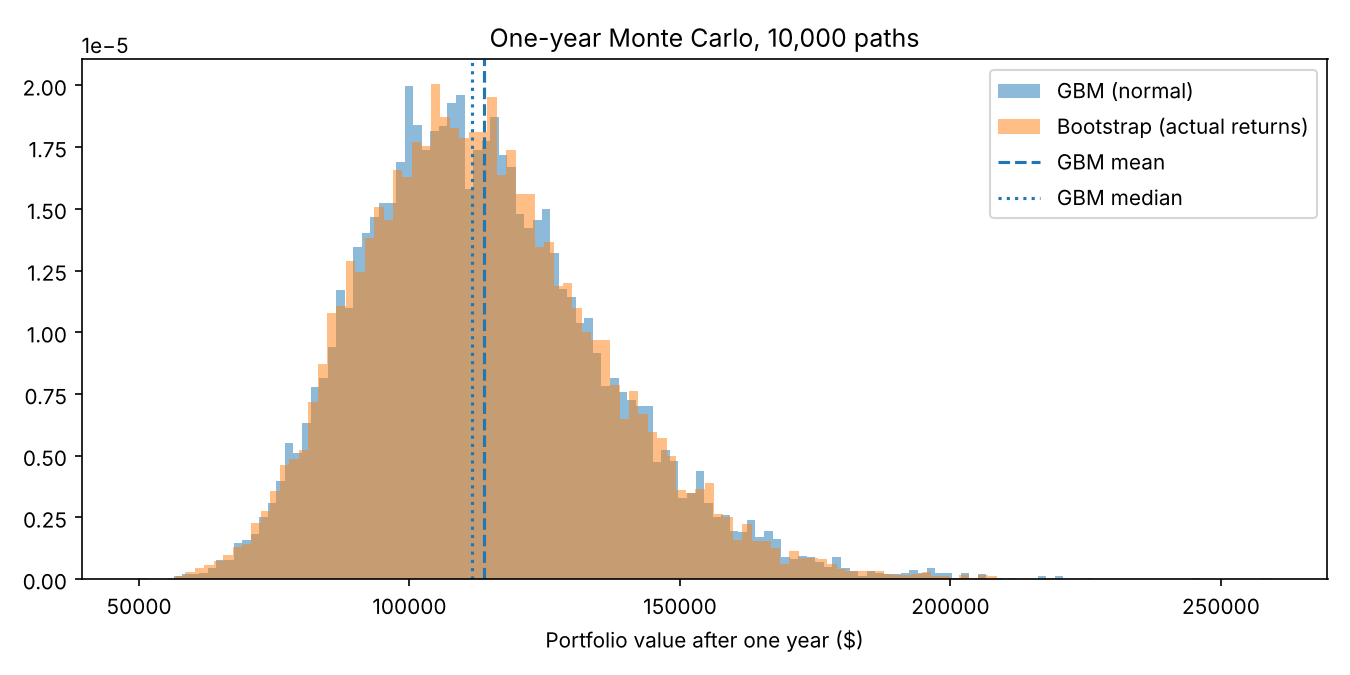 One-year Monte Carlo, 10,000 paths
1e−5
2.00
1.75
1.50
1.25
1.00
0.75
0.50
0.25
0.00
GBM (normal)
Bootstrap (actual returns)
GBM mean
GBM median
50000
100000
150000
200000
250000
Portfolio value after one year ($)